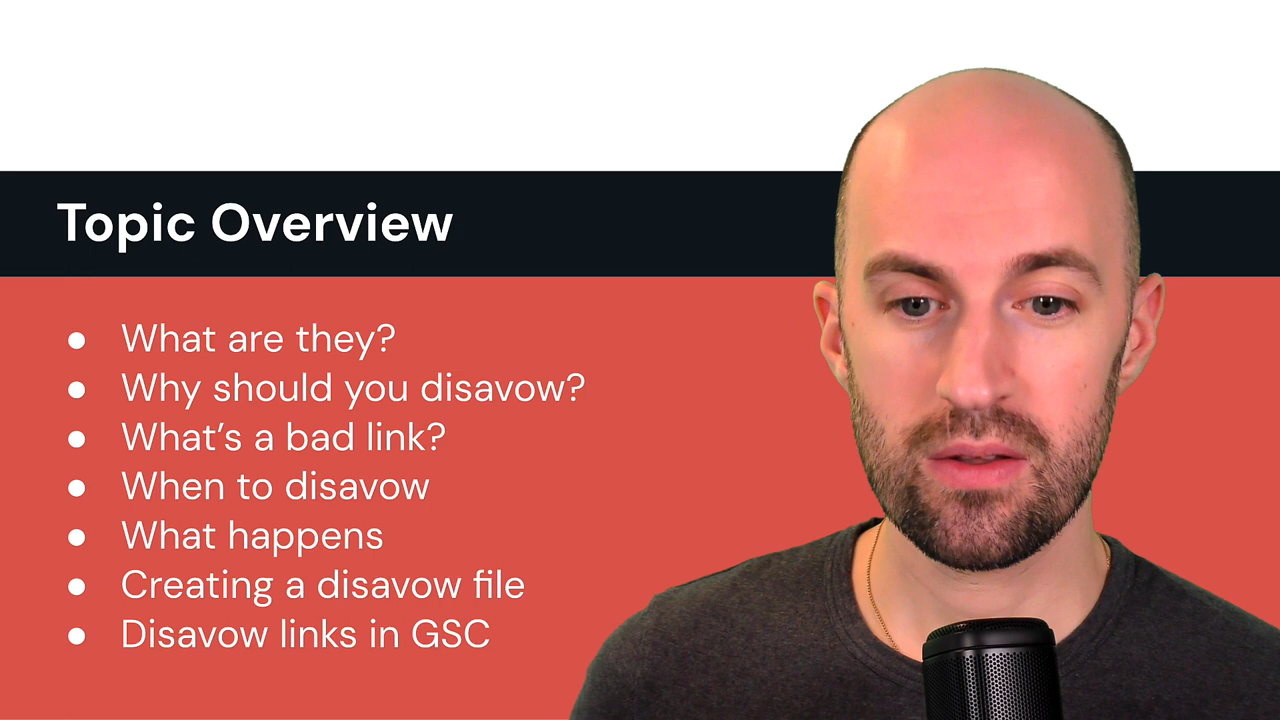 Topic Overview
● What are they?
● Why should you disavow?
● What's a bad link?
● When to disavow
● What happens
● Creating a disavow file
● Disavow links in GSC